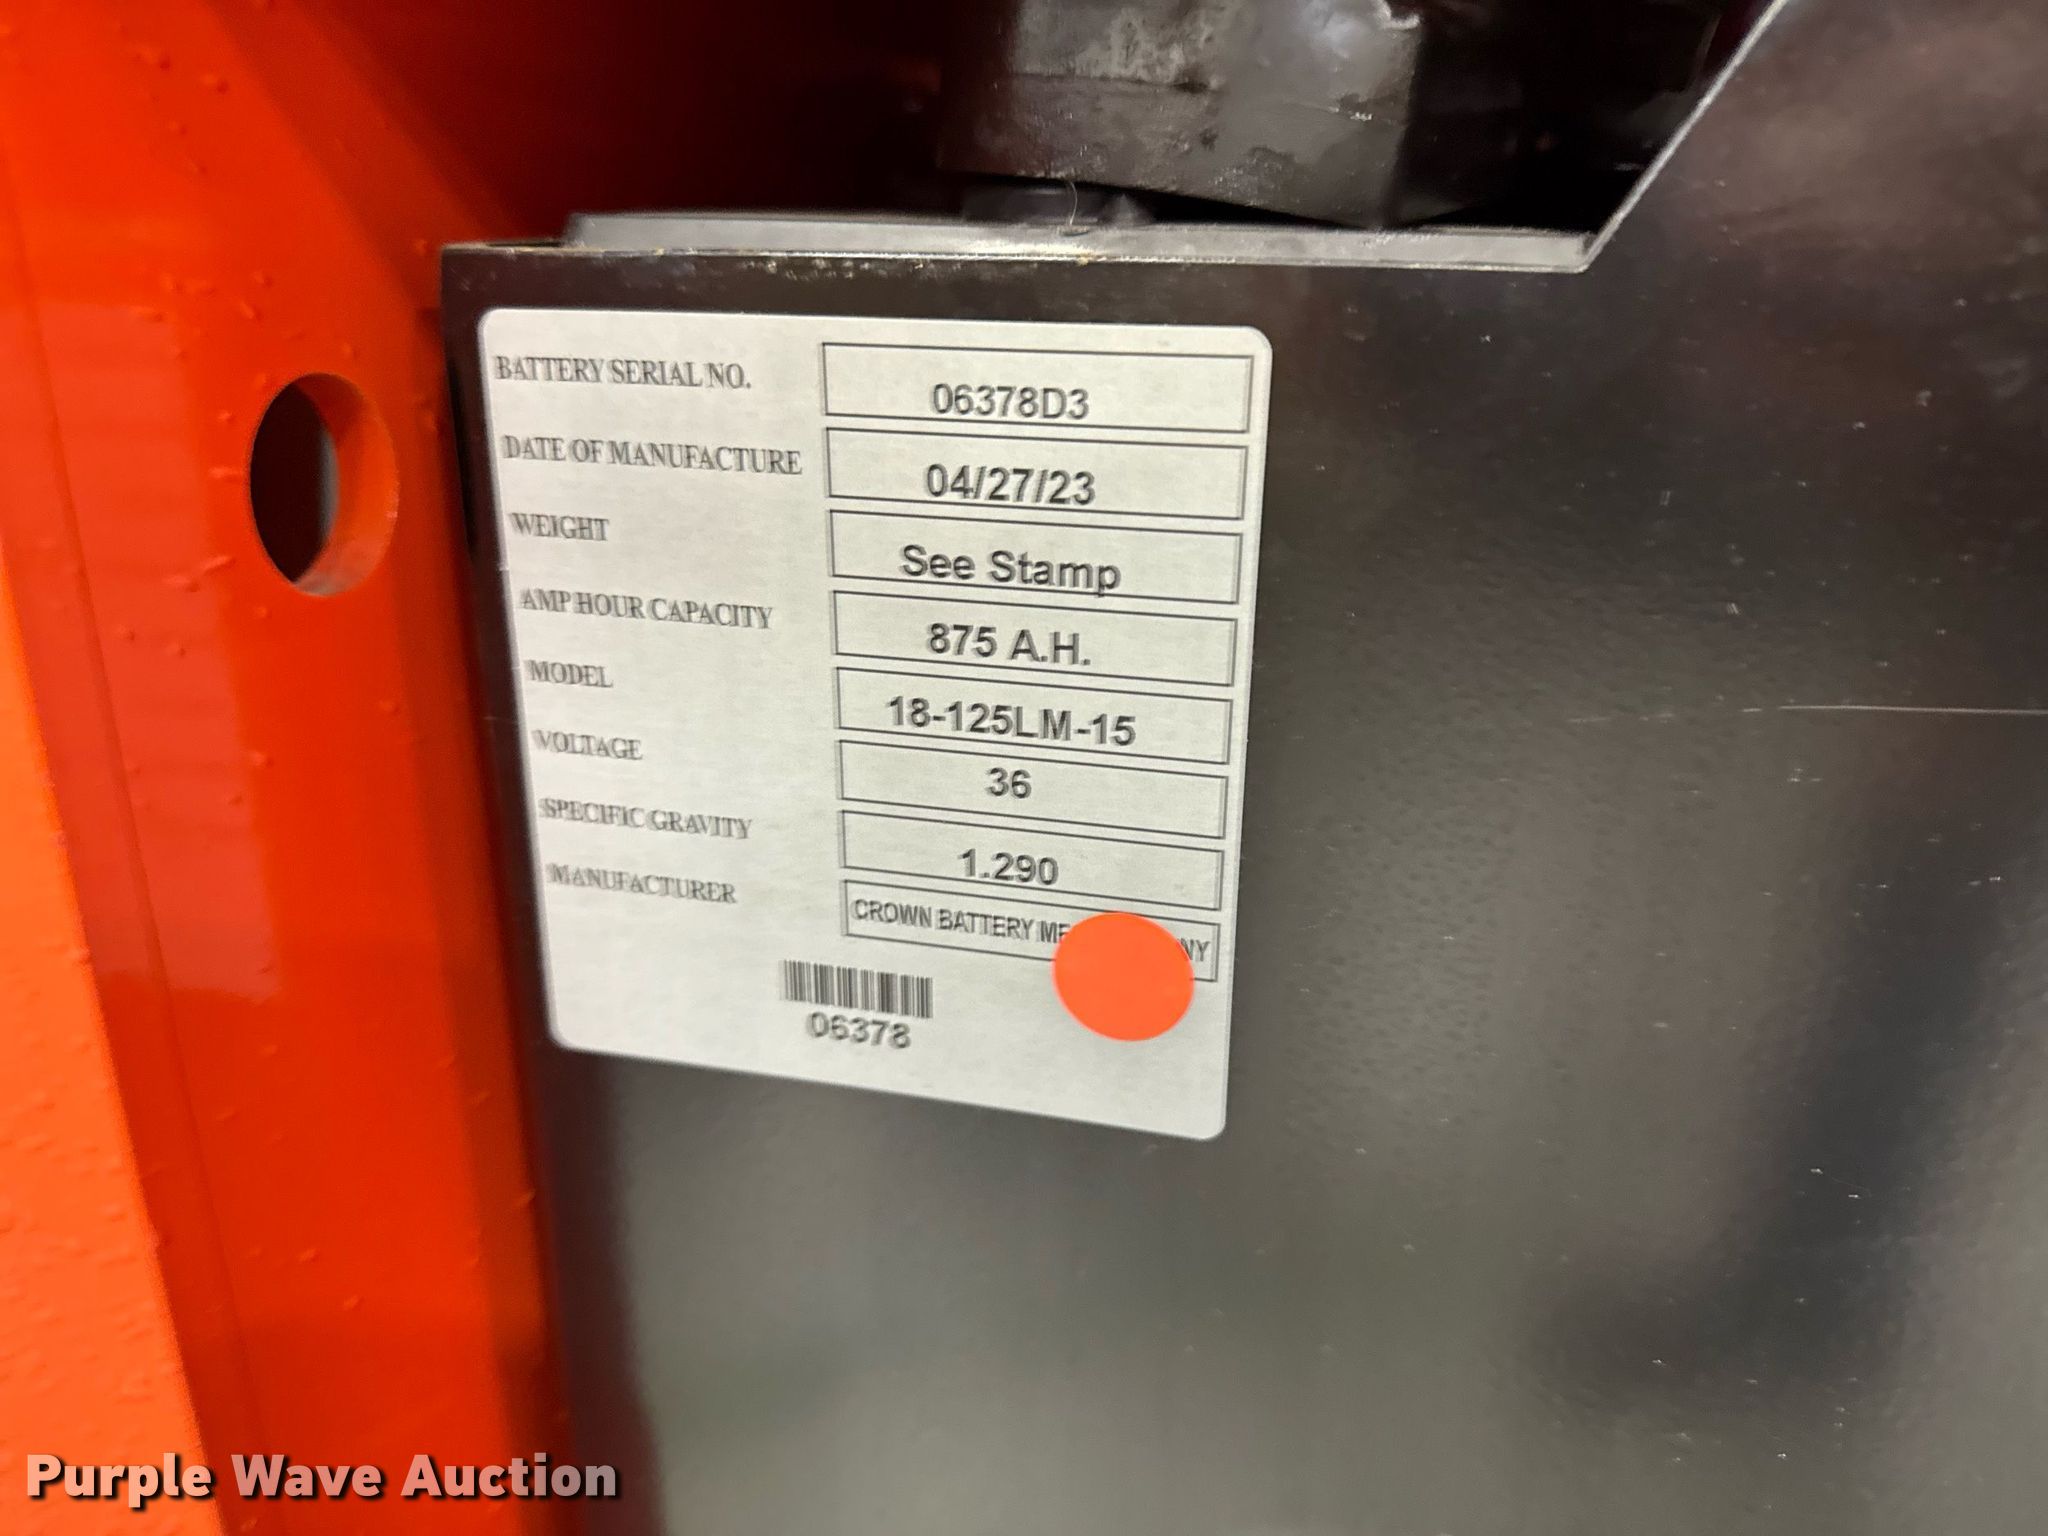 BATTERY SERIAL NO. 06378D3
DATE OF MANUFACTURE 04/27/23
WEIGHT See Stamp
AMP HOUR CAPACITY 875 A.H.
MODEL 18-125LM-15
VOLTAGE 36
SPECIFIC GRAVITY 1.290
MANUFACTURER CROWN BATTERY
06378
Purple Wave Auction